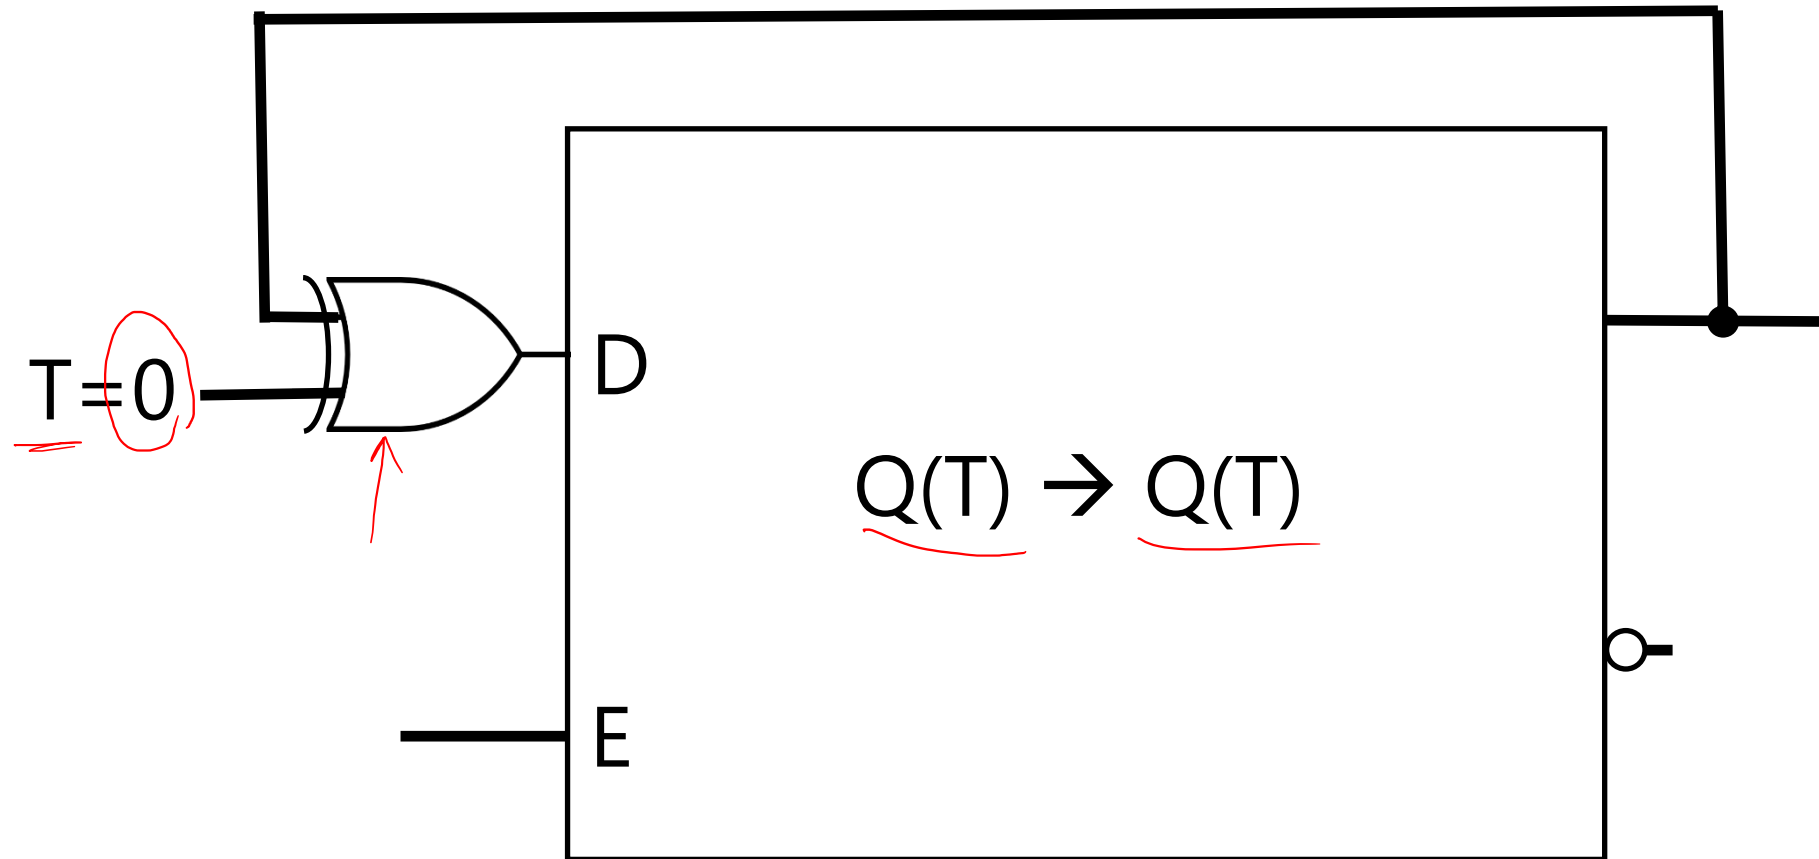 D
T = 0
Q(T) → Q(T)
E